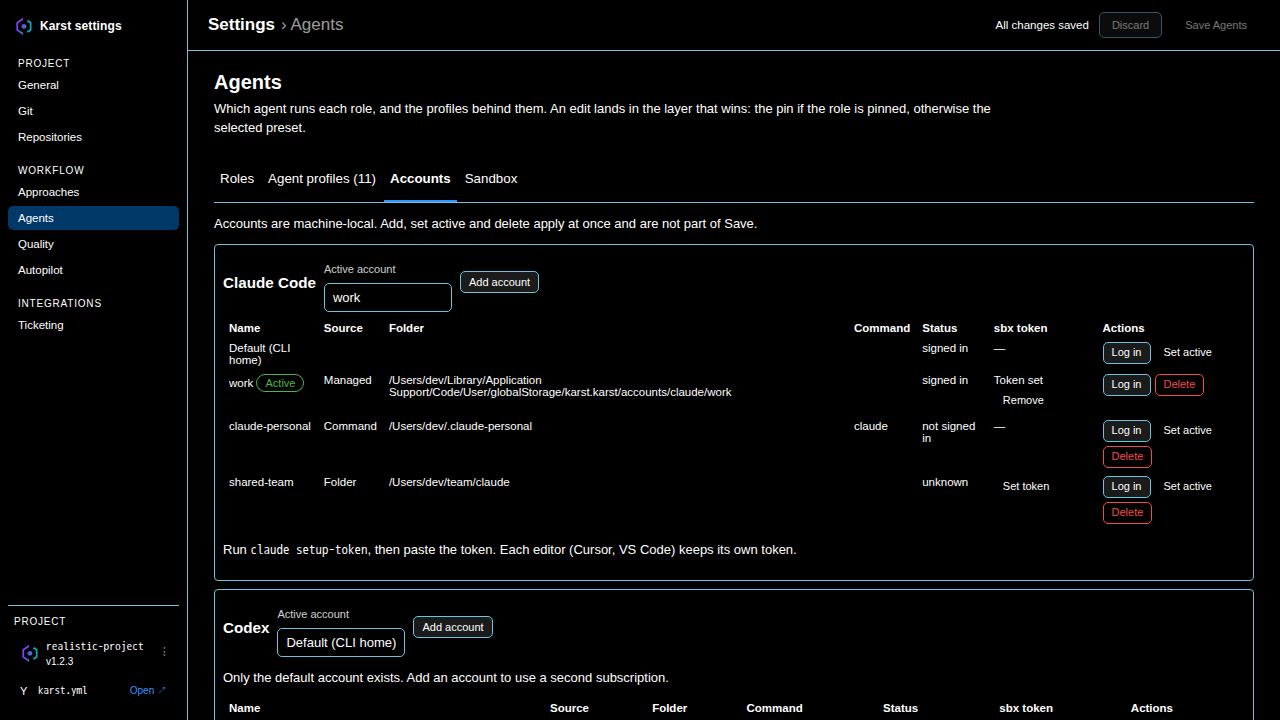 Karst settings
PROJECT
General
Git
Repositories
WORKFLOW
Approaches
Agents
Quality
Autopilot
INTEGRATIONS
Ticketing
PROJECT
realistic-project
v1.2.3
Y karst.yml Open ↗
Settings › Agents
All changes saved Discard Save Agents
Agents
Which agent runs each role, and the profiles behind them. An edit lands in the layer that wins: the pin if the role is pinned, otherwise the
selected preset.
Roles Agent profiles (11) Accounts Sandbox
Accounts are machine-local. Add, set active and delete apply at once and are not part of Save.
Claude Code Active account Add account
work
Name Source Folder Command Status sbx token Actions
Default (CLI signed in — Log in Set active
home)
work Active Managed /Users/dev/Library/Application signed in Token set Log in Delete
Support/Code/User/globalStorage/karst.karst/accounts/claude/work
Remove
claude-personal Command /Users/dev/.claude-personal claude not signed — Log in Set active
in
Delete
shared-team Folder /Users/dev/team/claude unknown Set token Log in Set active
Delete
Run claude setup-token, then paste the token. Each editor (Cursor, VS Code) keeps its own token.
Codex Active account Add account
Default (CLI home)
Only the default account exists. Add an account to use a second subscription.
Name Source Folder Command Status sbx token Actions